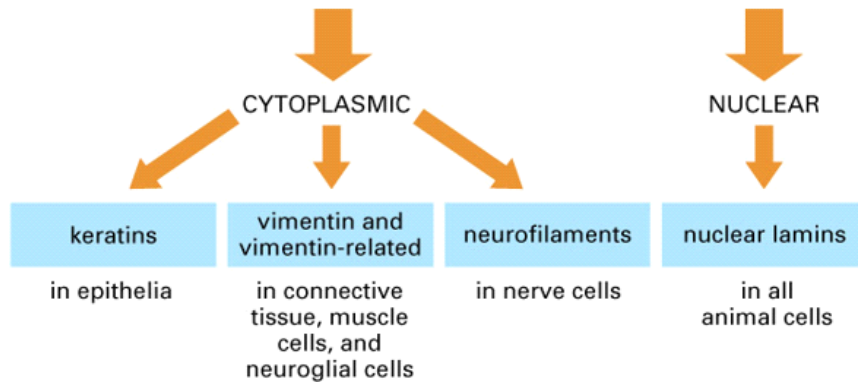 CYTOPLASMIC
NUCLEAR
keratins
in epithelia
vimentin and
vimentin-related
in connective
tissue, muscle
cells, and
neuroglial cells
neurofilaments
in nerve cells
nuclear lamins
in all
animal cells